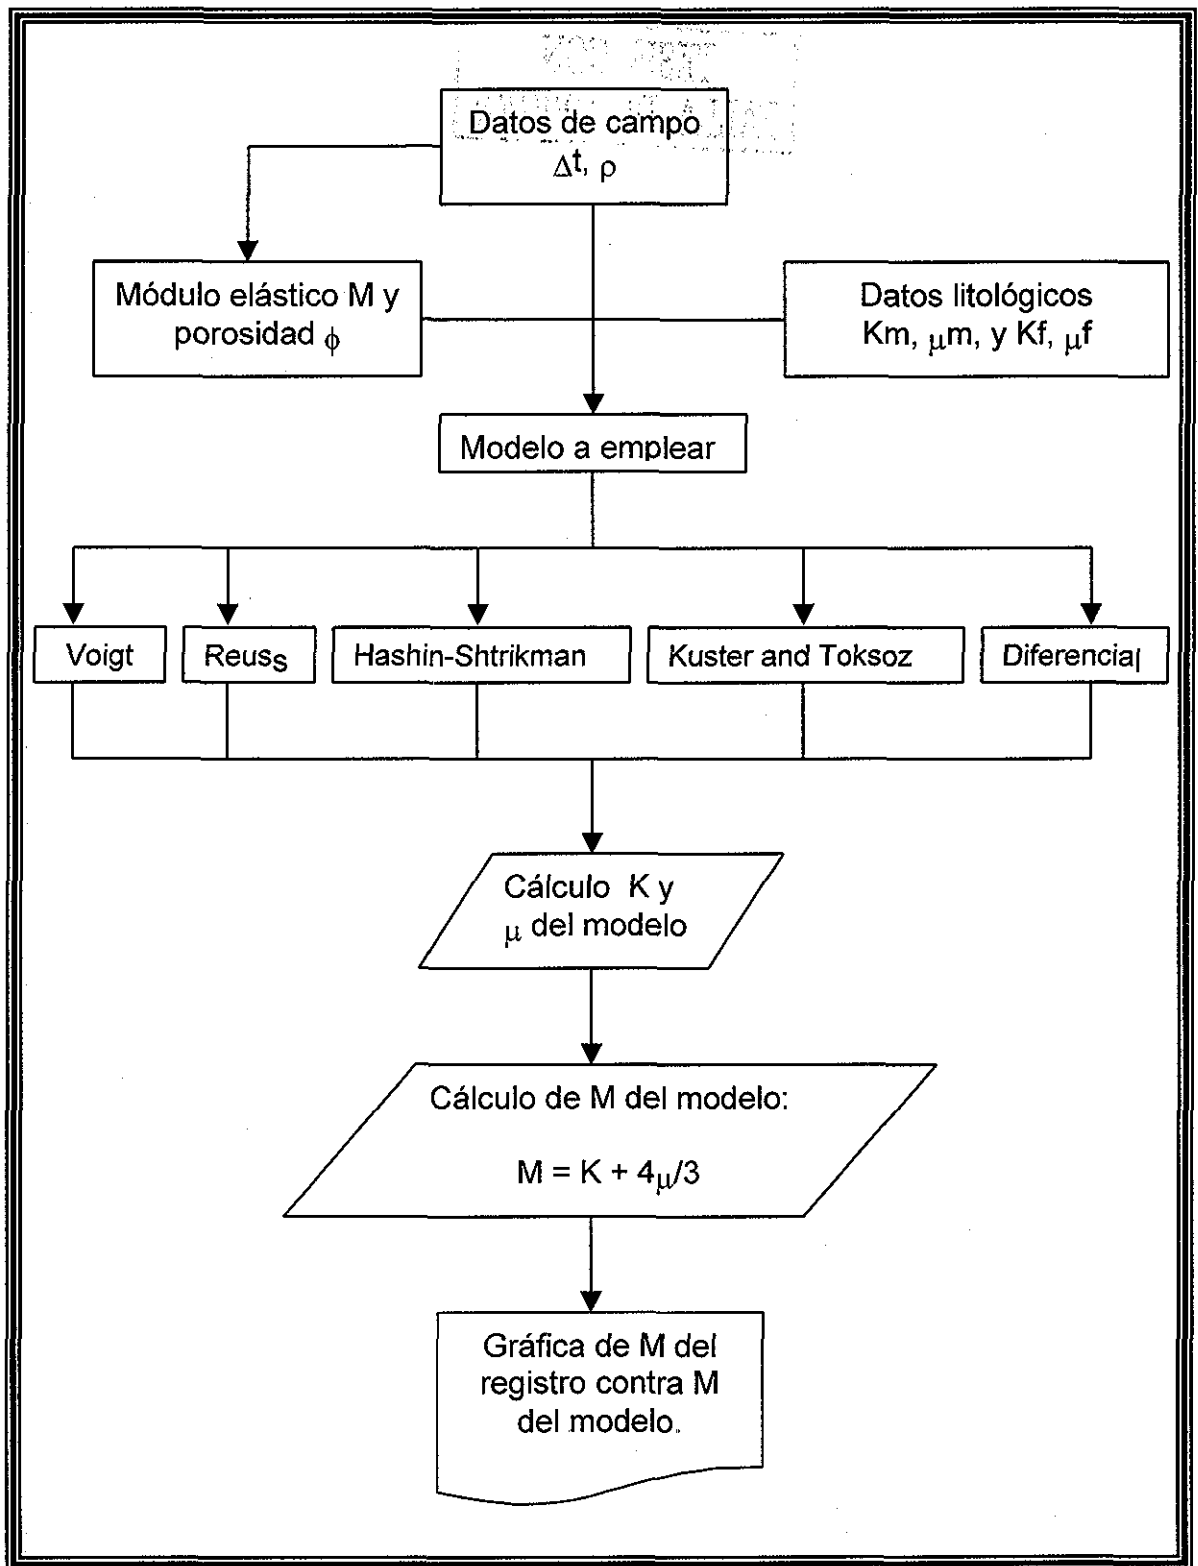 Datos de campo
Δt, ρ
Módulo elástico M y
porosidad ϕ
Datos litológicos
Km, μm, y Kf, μf
Modelo a emplear
Voigt
Reuss
Hashin-Shtrikman
Kuster and Toksoz
Diferencial
Cálculo K y
μ del modelo
Cálculo de M del modelo:
M = K + 4μ/3
Gráfica de M del
registro contra M
del modelo.